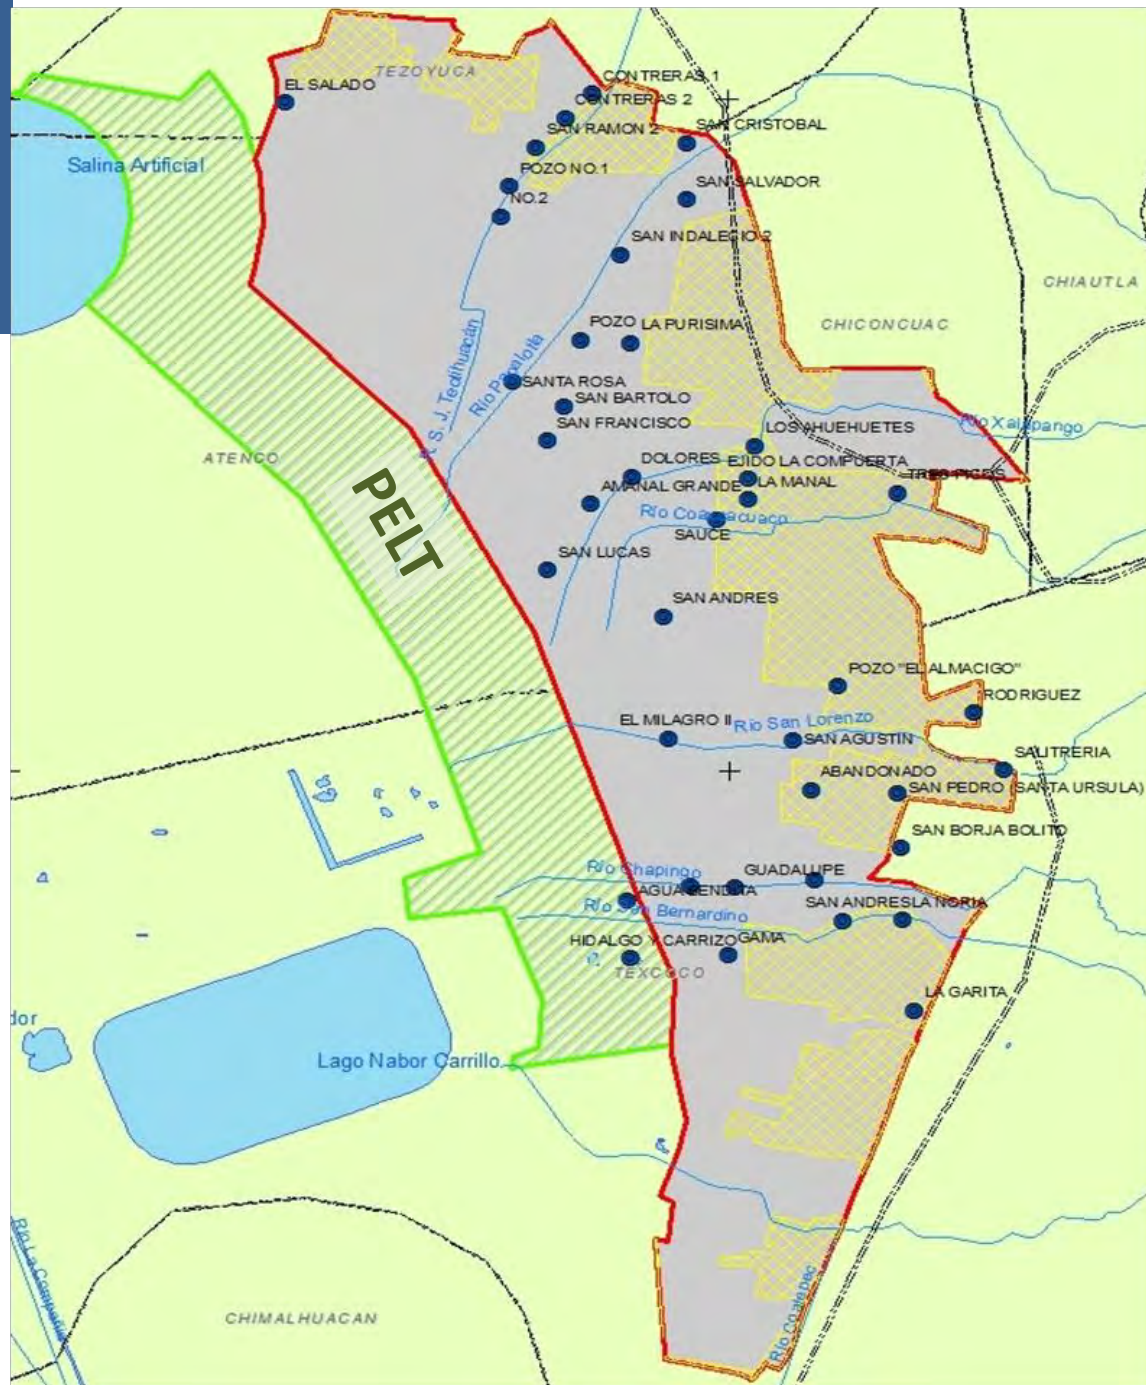 TEZOYUCA
EL SALADO
CONTRERAS 1
CONTRERAS 2
SAN RAMON 2
SAN CRISTOBAL
Salina Artificial
POZO NO.1
SAN SALVADOR
NO.2
SAN INDALECIO 2
CHIAUTLA
CHICONCUAC
POZO
LA PURISIMA
R. S. J. Teotihuacán
Río Papalotla
SANTA ROSA
SAN BARTOLO
SAN FRANCISCO
LOS AHUEHUETES
Río Xalapango
ATENCO
PELT
DOLORES
EJIDO LA COMPUERTA
TRES PICOS
AMANAL GRANDE
LA MANAL
Río Coaxacuaco
SAUCE
SAN LUCAS
SAN ANDRES
POZO "EL ALMACIGO"
RODRIGUEZ
EL MILAGRO II
Río San Lorenzo
SAN AGUSTIN
SALITRERIA
ABANDONADO
SAN PEDRO (SANTA URSULA)
SAN BORJA BOLITO
Río Chapingo
GUADALUPE
AGUA BENDITA
Río San Bernardino
SAN ANDRES
LA NORIA
HIDALGO Y CARRIZO
GAMA
TEXCOCO
LA GARITA
dor
Lago Nabor Carrillo
Río La Compañía
CHIMALHUACAN
Río Coatepec